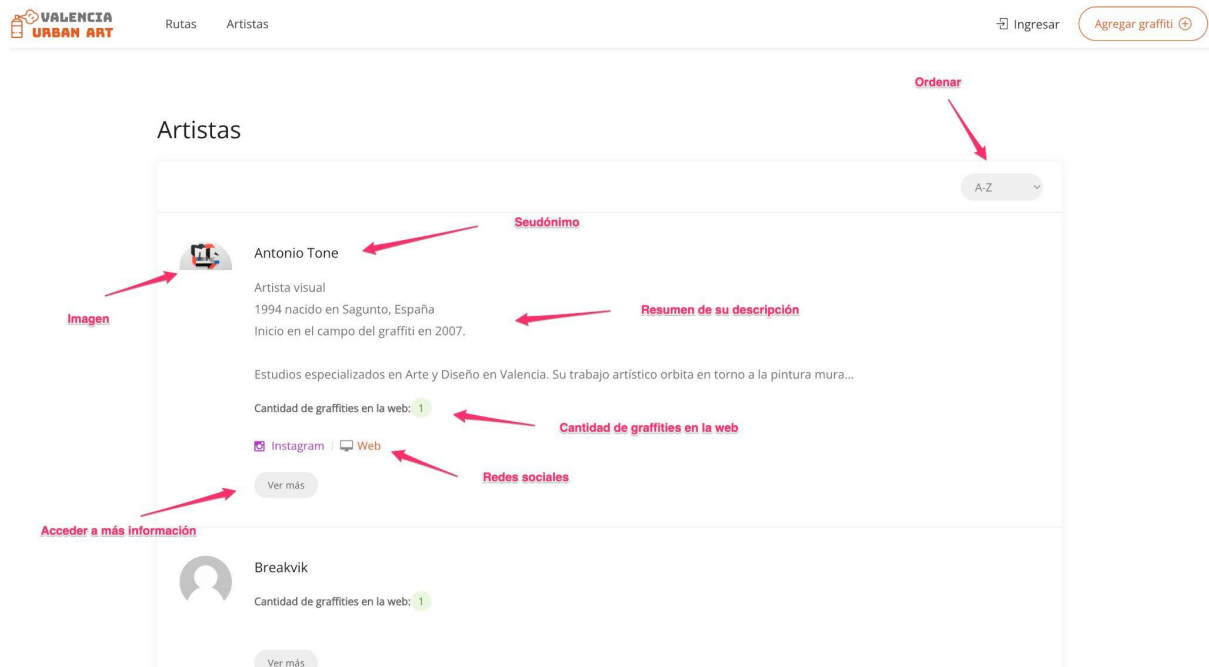 VALENCIA
URBAN ART
Rutas Artistas
Ingresar Agregar graffiti
Ordenar
Artistas
A-Z
Seudónimo
Antonio Tone
Artista visual
1994 nacido en Sagunto, España
Inicio en el campo del graffiti en 2007.
Imagen
Resumen de su descripción
Estudios especializados en Arte y Diseño en Valencia. Su trabajo artístico orbita en torno a la pintura mura...
Cantidad de graffities en la web: 1
Cantidad de graffities en la web
Instagram | Web
Redes sociales
Ver más
Acceder a más información
Breakvik
Cantidad de graffities en la web: 1
Ver más